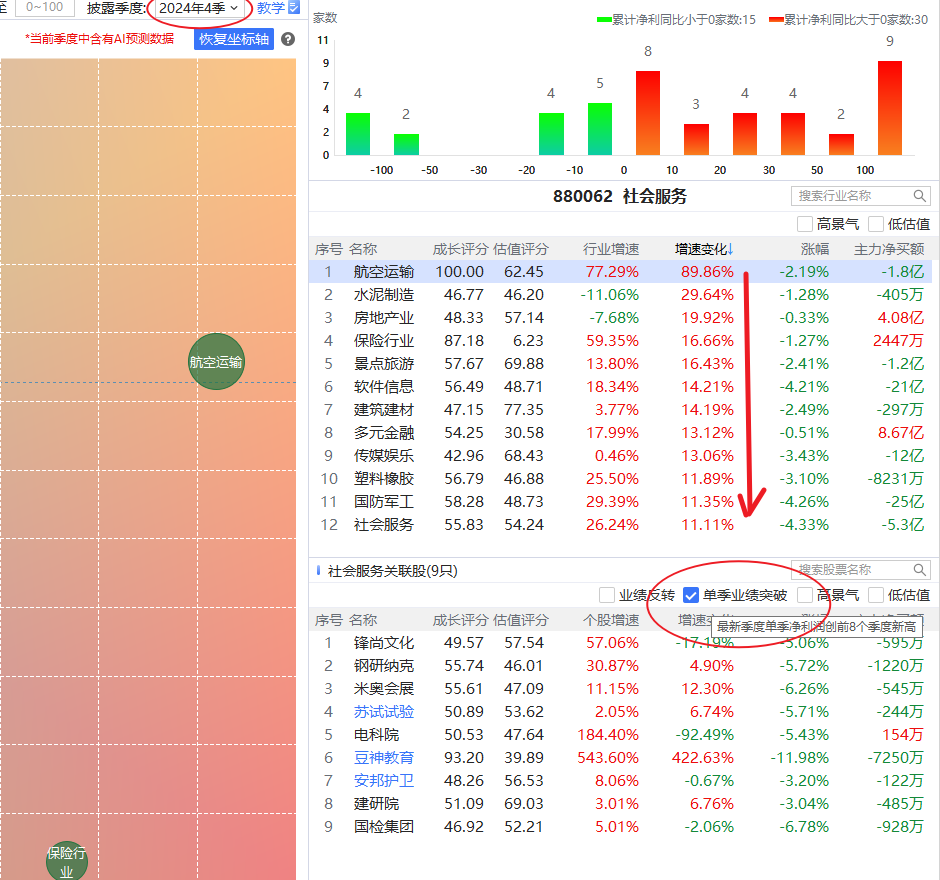 至 0~100 披露季度: 2024年4季 教学
*当前季度中含有AI预测数据 恢复坐标轴 ?
航空运输
保险行业
家数 累计净利同比小于0家数:15 累计净利同比大于0家数:30
11
9
7
4
2
0
4 2 4 5 8 3 4 4 2 9
-100 -50 -30 -20 -10 0 10 20 30 50 100
880062 社会服务 搜索行业名称
高景气 低估值
序号 名称 成长评分 估值评分 行业增速 增速变化↓ 涨幅 主力净买额
1 航空运输 100.00 62.45 77.29% 89.86% -2.19% -1.8亿
2 水泥制造 46.77 46.20 -11.06% 29.64% -1.28% -405万
3 房地产业 48.33 57.14 -7.68% 19.92% -0.33% 4.08亿
4 保险行业 87.18 6.23 59.35% 16.66% -1.27% 2447万
5 景点旅游 57.67 69.88 13.80% 16.43% -2.41% -1.2亿
6 软件信息 56.49 48.71 18.34% 14.21% -4.21% -21亿
7 建筑建材 47.15 77.35 3.77% 14.19% -2.49% -297万
8 多元金融 54.25 30.58 17.99% 13.12% -0.51% 8.67亿
9 传媒娱乐 42.96 68.43 0.46% 13.06% -3.43% -12亿
10 塑料橡胶 56.79 46.88 25.50% 11.89% -3.10% -8231万
11 国防军工 58.28 48.73 29.39% 11.35% -4.26% -25亿
12 社会服务 55.83 54.24 26.24% 11.11% -4.33% -5.3亿
社会服务关联股(9只) 搜索股票名称
业绩反转 单季业绩突破 高景气 低估值
序号 名称 成长评分 估值评分 个股增速 增速
最新季度单季净利润创前8个季度新高
1 锋尚文化 49.57 57.54 57.06% -17.19% -5.06% -595万
2 钢研纳克 55.74 46.01 30.87% 4.90% -5.72% -1220万
3 米奥会展 55.61 47.09 11.15% 12.30% -6.26% -545万
4 苏试试验 50.89 53.62 2.05% 6.74% -5.71% -244万
5 电科院 50.53 47.64 184.40% -92.49% -5.43% 154万
6 豆神教育 93.20 39.89 543.60% 422.63% -11.98% -7250万
7 安邦护卫 48.26 56.53 8.06% -0.67% -3.20% -122万
8 建研院 51.09 69.03 3.01% 6.76% -3.04% -485万
9 国检集团 46.92 52.21 5.01% -2.06% -6.78% -928万